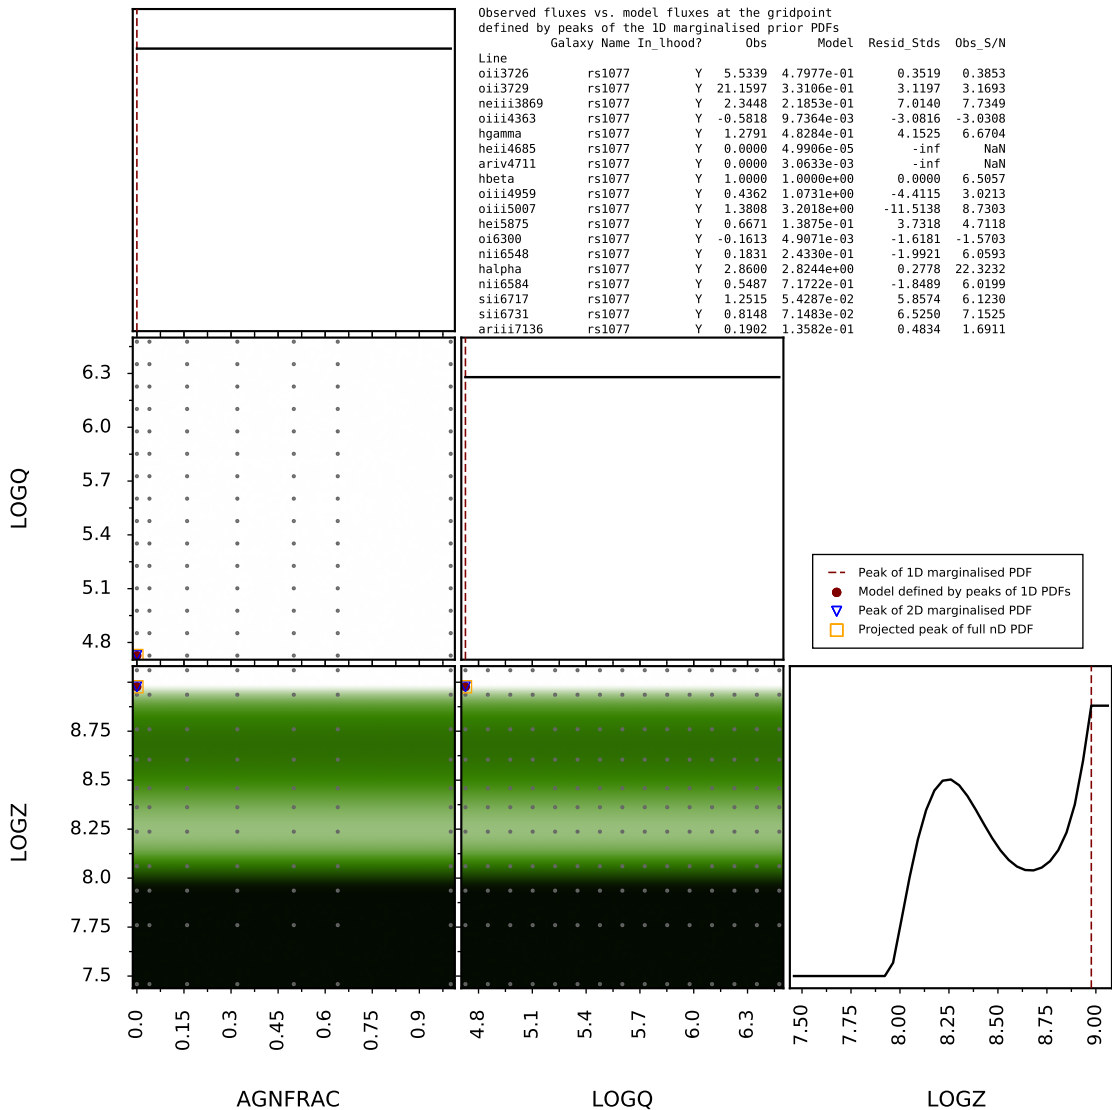 Observed fluxes vs. model fluxes at the gridpoint
defined by peaks of the 1D marginalised prior PDFs
Galaxy Name In_lhood? Obs Model Resid_Stds Obs_S/N
Line
oii3726 rs1077 Y 5.5339 4.7977e-01 0.3519 0.3853
oii3729 rs1077 Y 21.1597 3.3106e-01 3.1197 3.1693
neiii3869 rs1077 Y 2.3448 2.1853e-01 7.0140 7.7349
oiii4363 rs1077 Y -0.5818 9.7364e-03 -3.0816 -3.0308
hgamma rs1077 Y 1.2791 4.8284e-01 4.1525 6.6704
heii4685 rs1077 Y 0.0000 4.9906e-05 -inf NaN
ariv4711 rs1077 Y 0.0000 3.0633e-03 -inf NaN
hbeta rs1077 Y 1.0000 1.0000e+00 0.0000 6.5057
oiii4959 rs1077 Y 0.4362 1.0731e+00 -4.4115 3.0213
oiii5007 rs1077 Y 1.3808 3.2018e+00 -11.5138 8.7303
hei5875 rs1077 Y 0.6671 1.3875e-01 3.7318 4.7118
oi6300 rs1077 Y -0.1613 4.9071e-03 -1.6181 -1.5703
nii6548 rs1077 Y 0.1831 2.4330e-01 -1.9921 6.0593
halpha rs1077 Y 2.8600 2.8244e+00 0.2778 22.3232
nii6584 rs1077 Y 0.5487 7.1722e-01 -1.8489 6.0199
sii6717 rs1077 Y 1.2515 5.4287e-02 5.8574 6.1230
sii6731 rs1077 Y 0.8148 7.1483e-02 6.5250 7.1525
ariii7136 rs1077 Y 0.1902 1.3582e-01 0.4834 1.6911
LOGQ
6.3
6.0
5.7
5.4
5.1
4.8
Peak of 1D marginalised PDF
Model defined by peaks of 1D PDFs
Peak of 2D marginalised PDF
Projected peak of full nD PDF
LOGZ
8.75
8.5
8.25
8.0
7.75
7.5
0.0 0.15 0.3 0.45 0.6 0.75 0.9
4.8 5.1 5.4 5.7 6.0 6.3
7.50 7.75 8.00 8.25 8.50 8.75 9.00
AGNFRAC LOGQ LOGZ